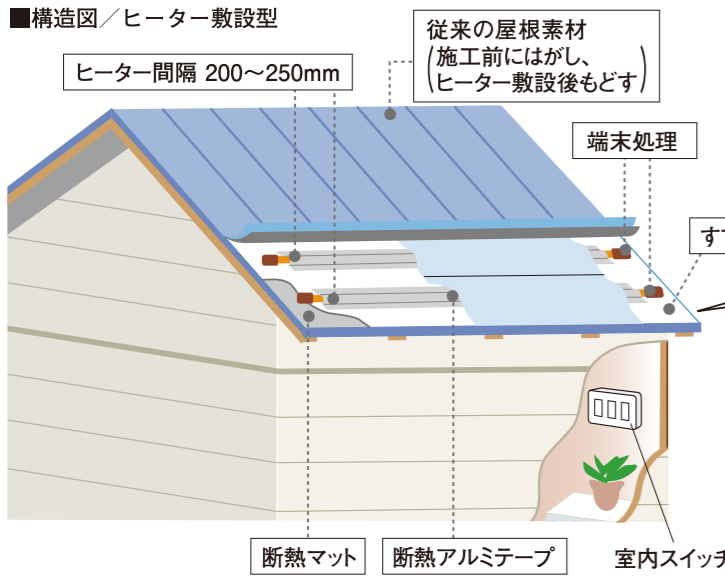 ■構造図／ヒーター敷設型
従来の屋根素材
(施工前にはがし、
ヒーター敷設後もどす)
ヒーター間隔 200〜250mm
端末処理
す
断熱マット
断熱アルミテープ
室内スイッチ